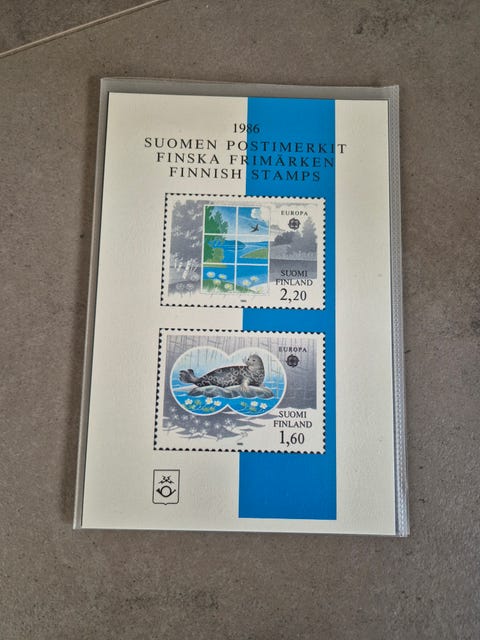 1986
SUOMEN POSTIMERKIT
FINSKA FRIMÄRKEN
FINNISH STAMPS
EUROPA
SUOMI
FINLAND
2,20
EUROPA
SUOMI
FINLAND
1,60